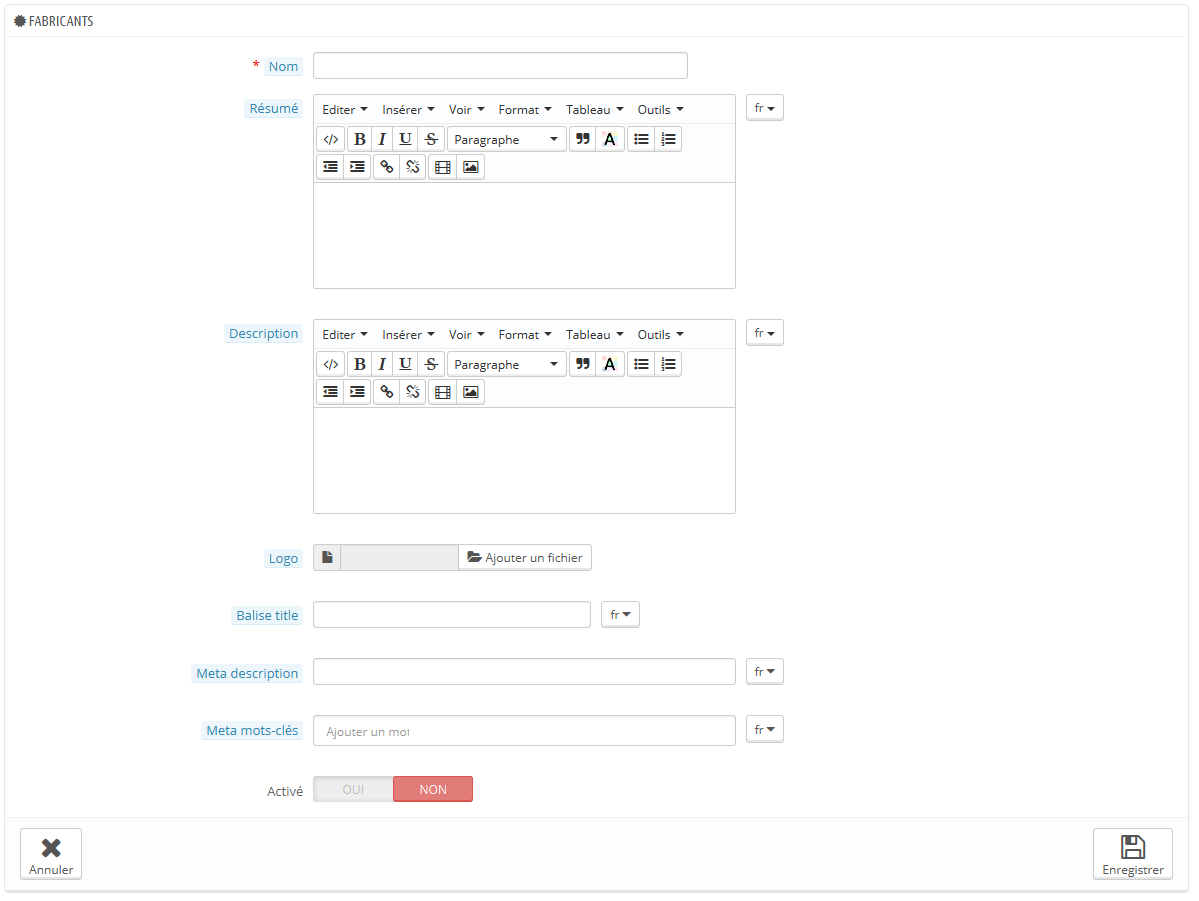 FABRICANTS
* Nom
Résumé
Editer Insérer Voir Format Tableau Outils
fr
</> B I U S Paragraphe A
Description
Editer Insérer Voir Format Tableau Outils
fr
</> B I U S Paragraphe A
Logo
Ajouter un fichier
Balise title
fr
Meta description
fr
Meta mots-clés
Ajouter un mot
fr
Activé
OUI NON
Annuler
Enregistrer